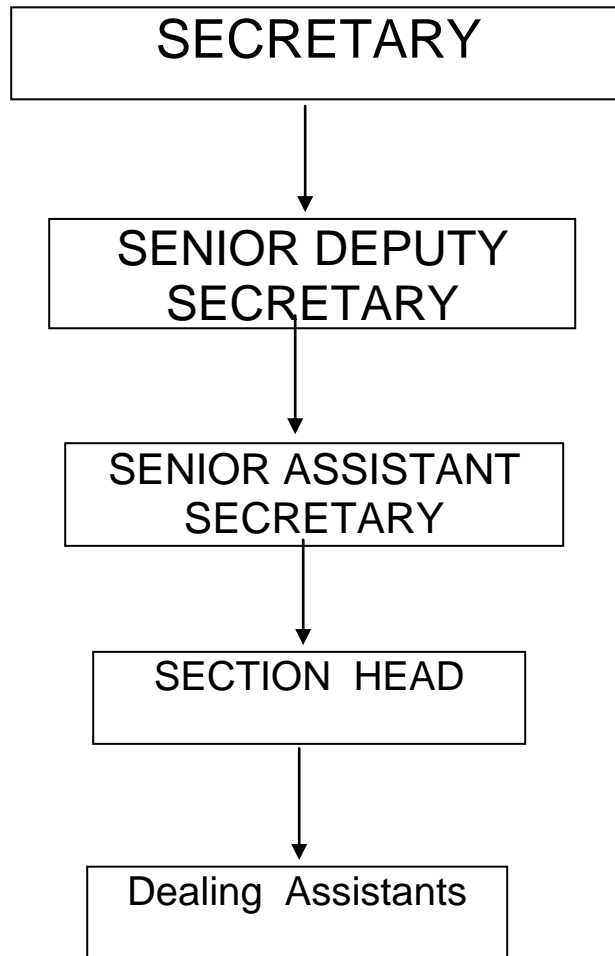 SECRETARY
SENIOR DEPUTY
SECRETARY
SENIOR ASSISTANT
SECRETARY
SECTION HEAD
Dealing Assistants